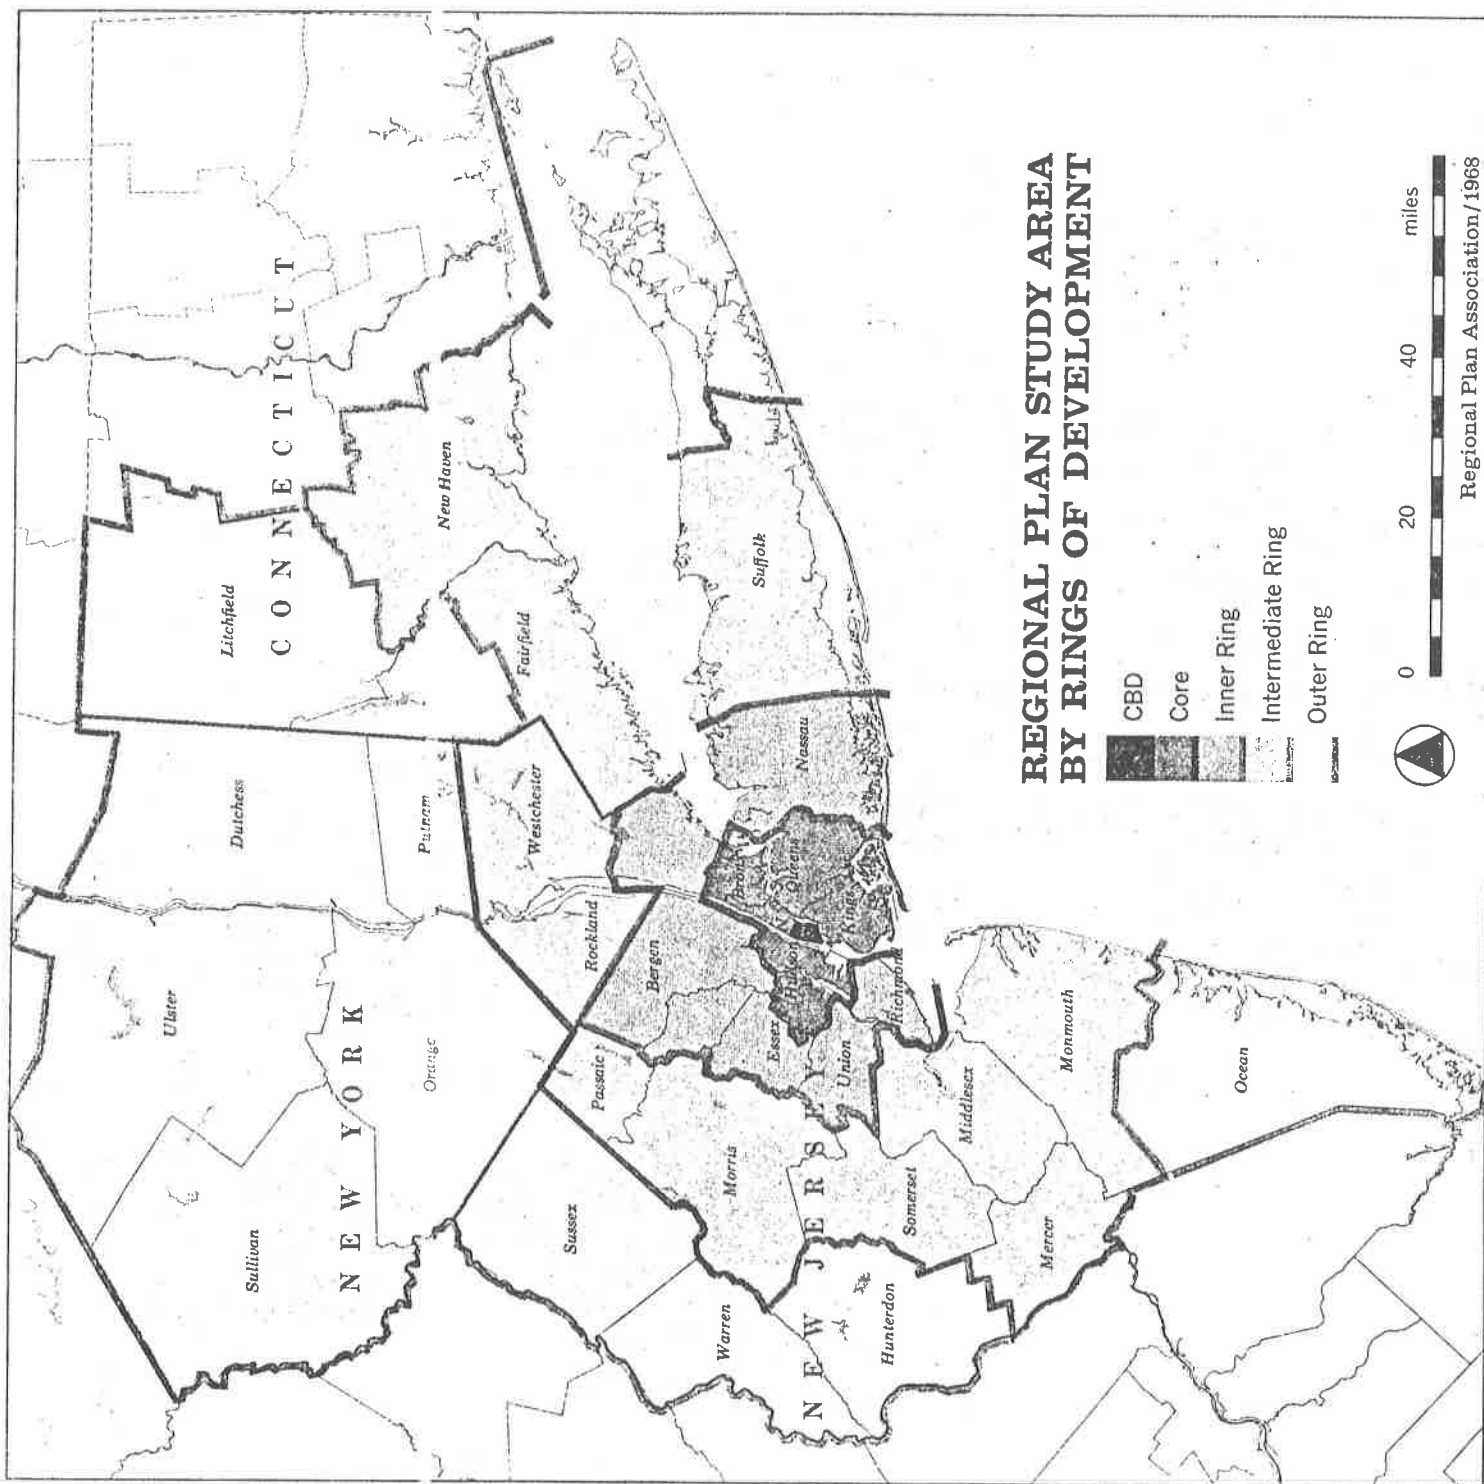 CONNECTICUT
Litchfield
New Haven
Fairfield
Dutchess
Putnam
Westchester
Ulster
NEW YORK
Orange
Sullivan
Rockland
Bergen
Passaic
Sussex
Morris
Essex
Hudson
Union
Bronx
Queens
Kings
Richmond
Nassau
Suffolk
Warren
NEW JERSEY
Hunterdon
Somerset
Middlesex
Mercer
Monmouth
Ocean
REGIONAL PLAN STUDY AREA
BY RINGS OF DEVELOPMENT
CBD
Core
Inner Ring
Intermediate Ring
Outer Ring
0 20 40 miles
Regional Plan Association/1968